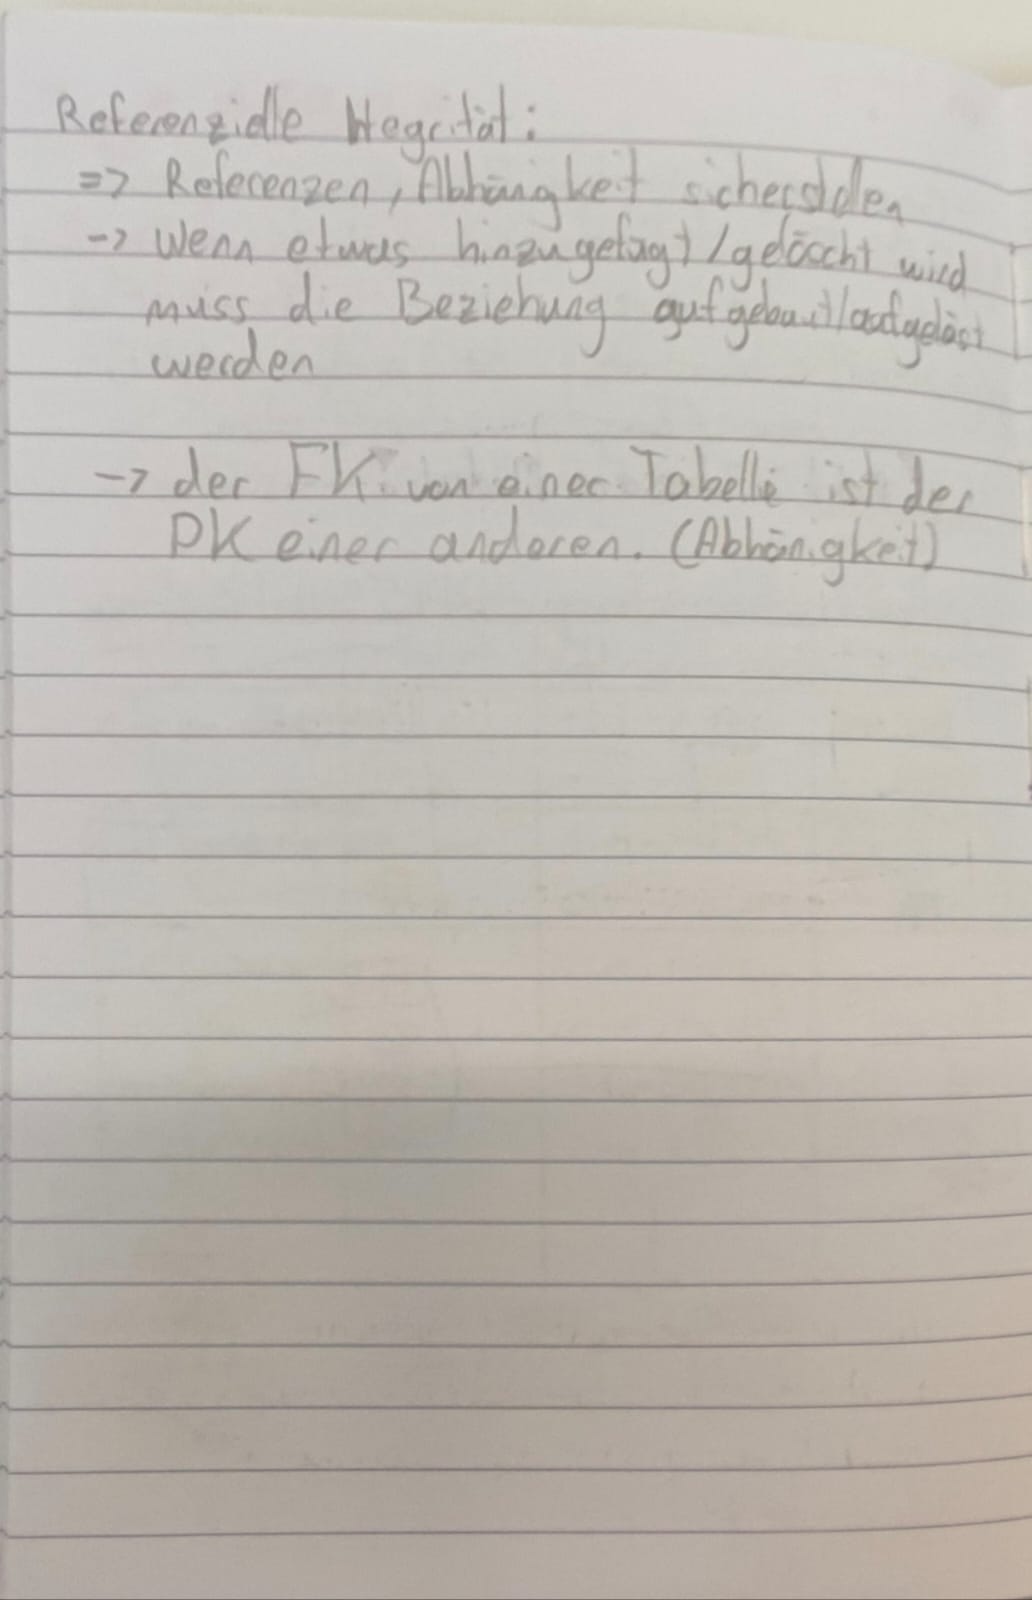 Referenzielle Integrität:
=> Referenzen, Abhängigkeit sicherstellen
-> Wenn etwas hinzugefügt/gelöscht wird
muss die Beziehung aufgebaut/aufgelöst
werden
-> der FK von einer Tabelle ist der
PK einer anderen. (Abhängigkeit)